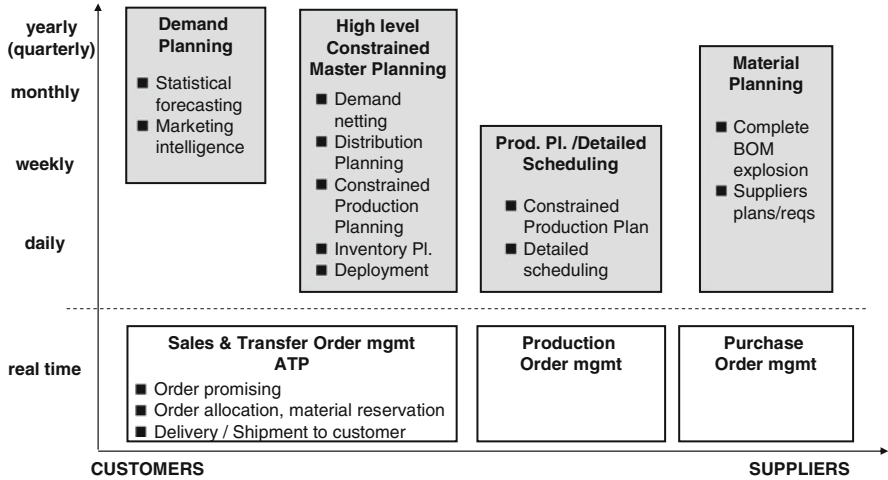 yearly
(quarterly)
monthly
weekly
daily
real time
Demand
Planning
■ Statistical
forecasting
■ Marketing
intelligence
High level
Constrained
Master Planning
■ Demand
netting
■ Distribution
Planning
■ Constrained
Production
Planning
■ Inventory Pl.
■ Deployment
Prod. Pl. /Detailed
Scheduling
■ Constrained
Production Plan
■ Detailed
scheduling
Material
Planning
■ Complete
BOM
explosion
■ Suppliers
plans/reqs
Sales & Transfer Order mgmt
ATP
■ Order promising
■ Order allocation, material reservation
■ Delivery / Shipment to customer
Production
Order mgmt
Purchase
Order mgmt
CUSTOMERS
SUPPLIERS